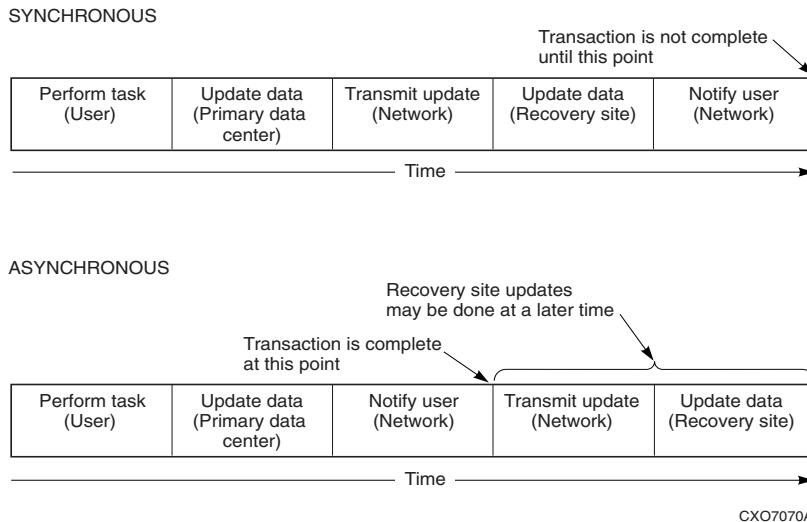 SYNCHRONOUS
Transaction is not complete
until this point
Perform task
(User)
Update data
(Primary data
center)
Transmit update
(Network)
Update data
(Recovery site)
Notify user
(Network)
Time
ASYNCHRONOUS
Recovery site updates
may be done at a later time
Transaction is complete
at this point
Perform task
(User)
Update data
(Primary data
center)
Notify user
(Network)
Transmit update
(Network)
Update data
(Recovery site)
Time
CXO7070A